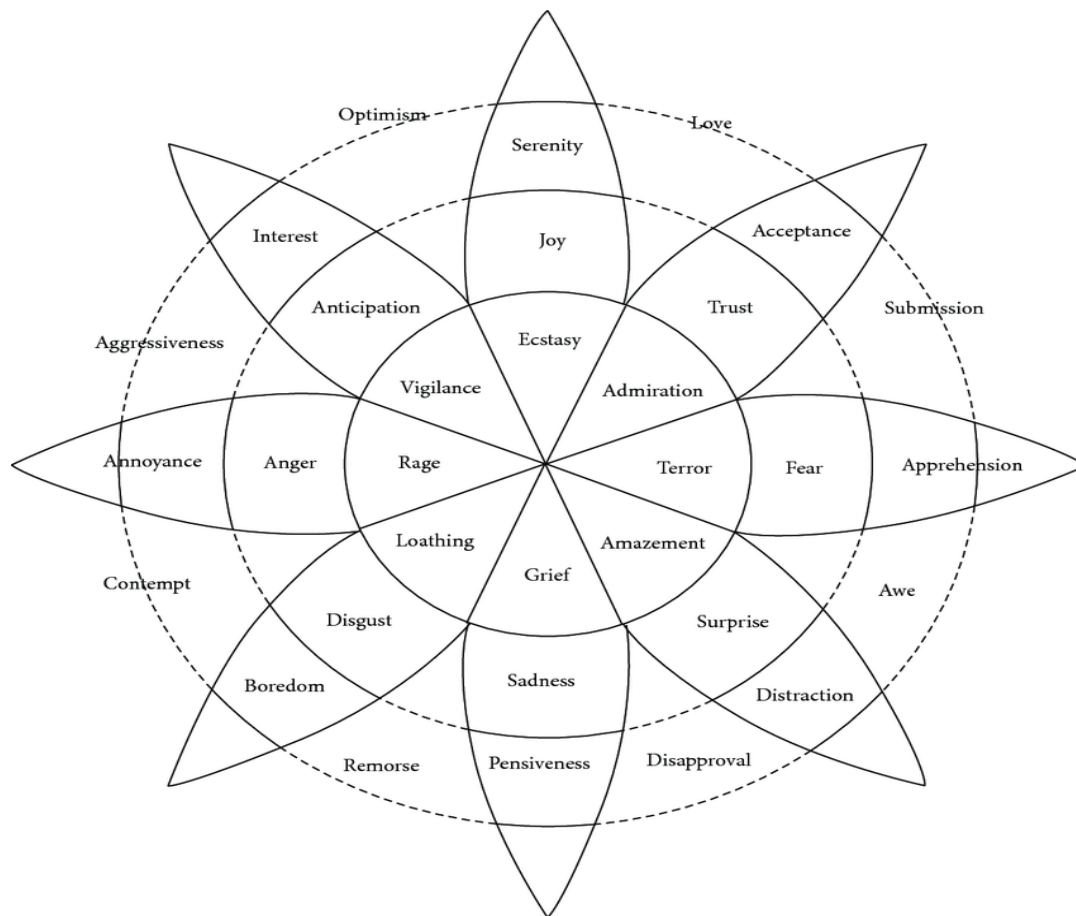 Optimism
Love
Serenity
Interest
Acceptance
Joy
Anticipation
Trust
Submission
Aggressiveness
Ecstasy
Vigilance
Admiration
Annoyance
Anger
Rage
Terror
Fear
Apprehension
Loathing
Amazement
Grief
Contempt
Awe
Disgust
Surprise
Boredom
Sadness
Distraction
Remorse
Pensiveness
Disapproval